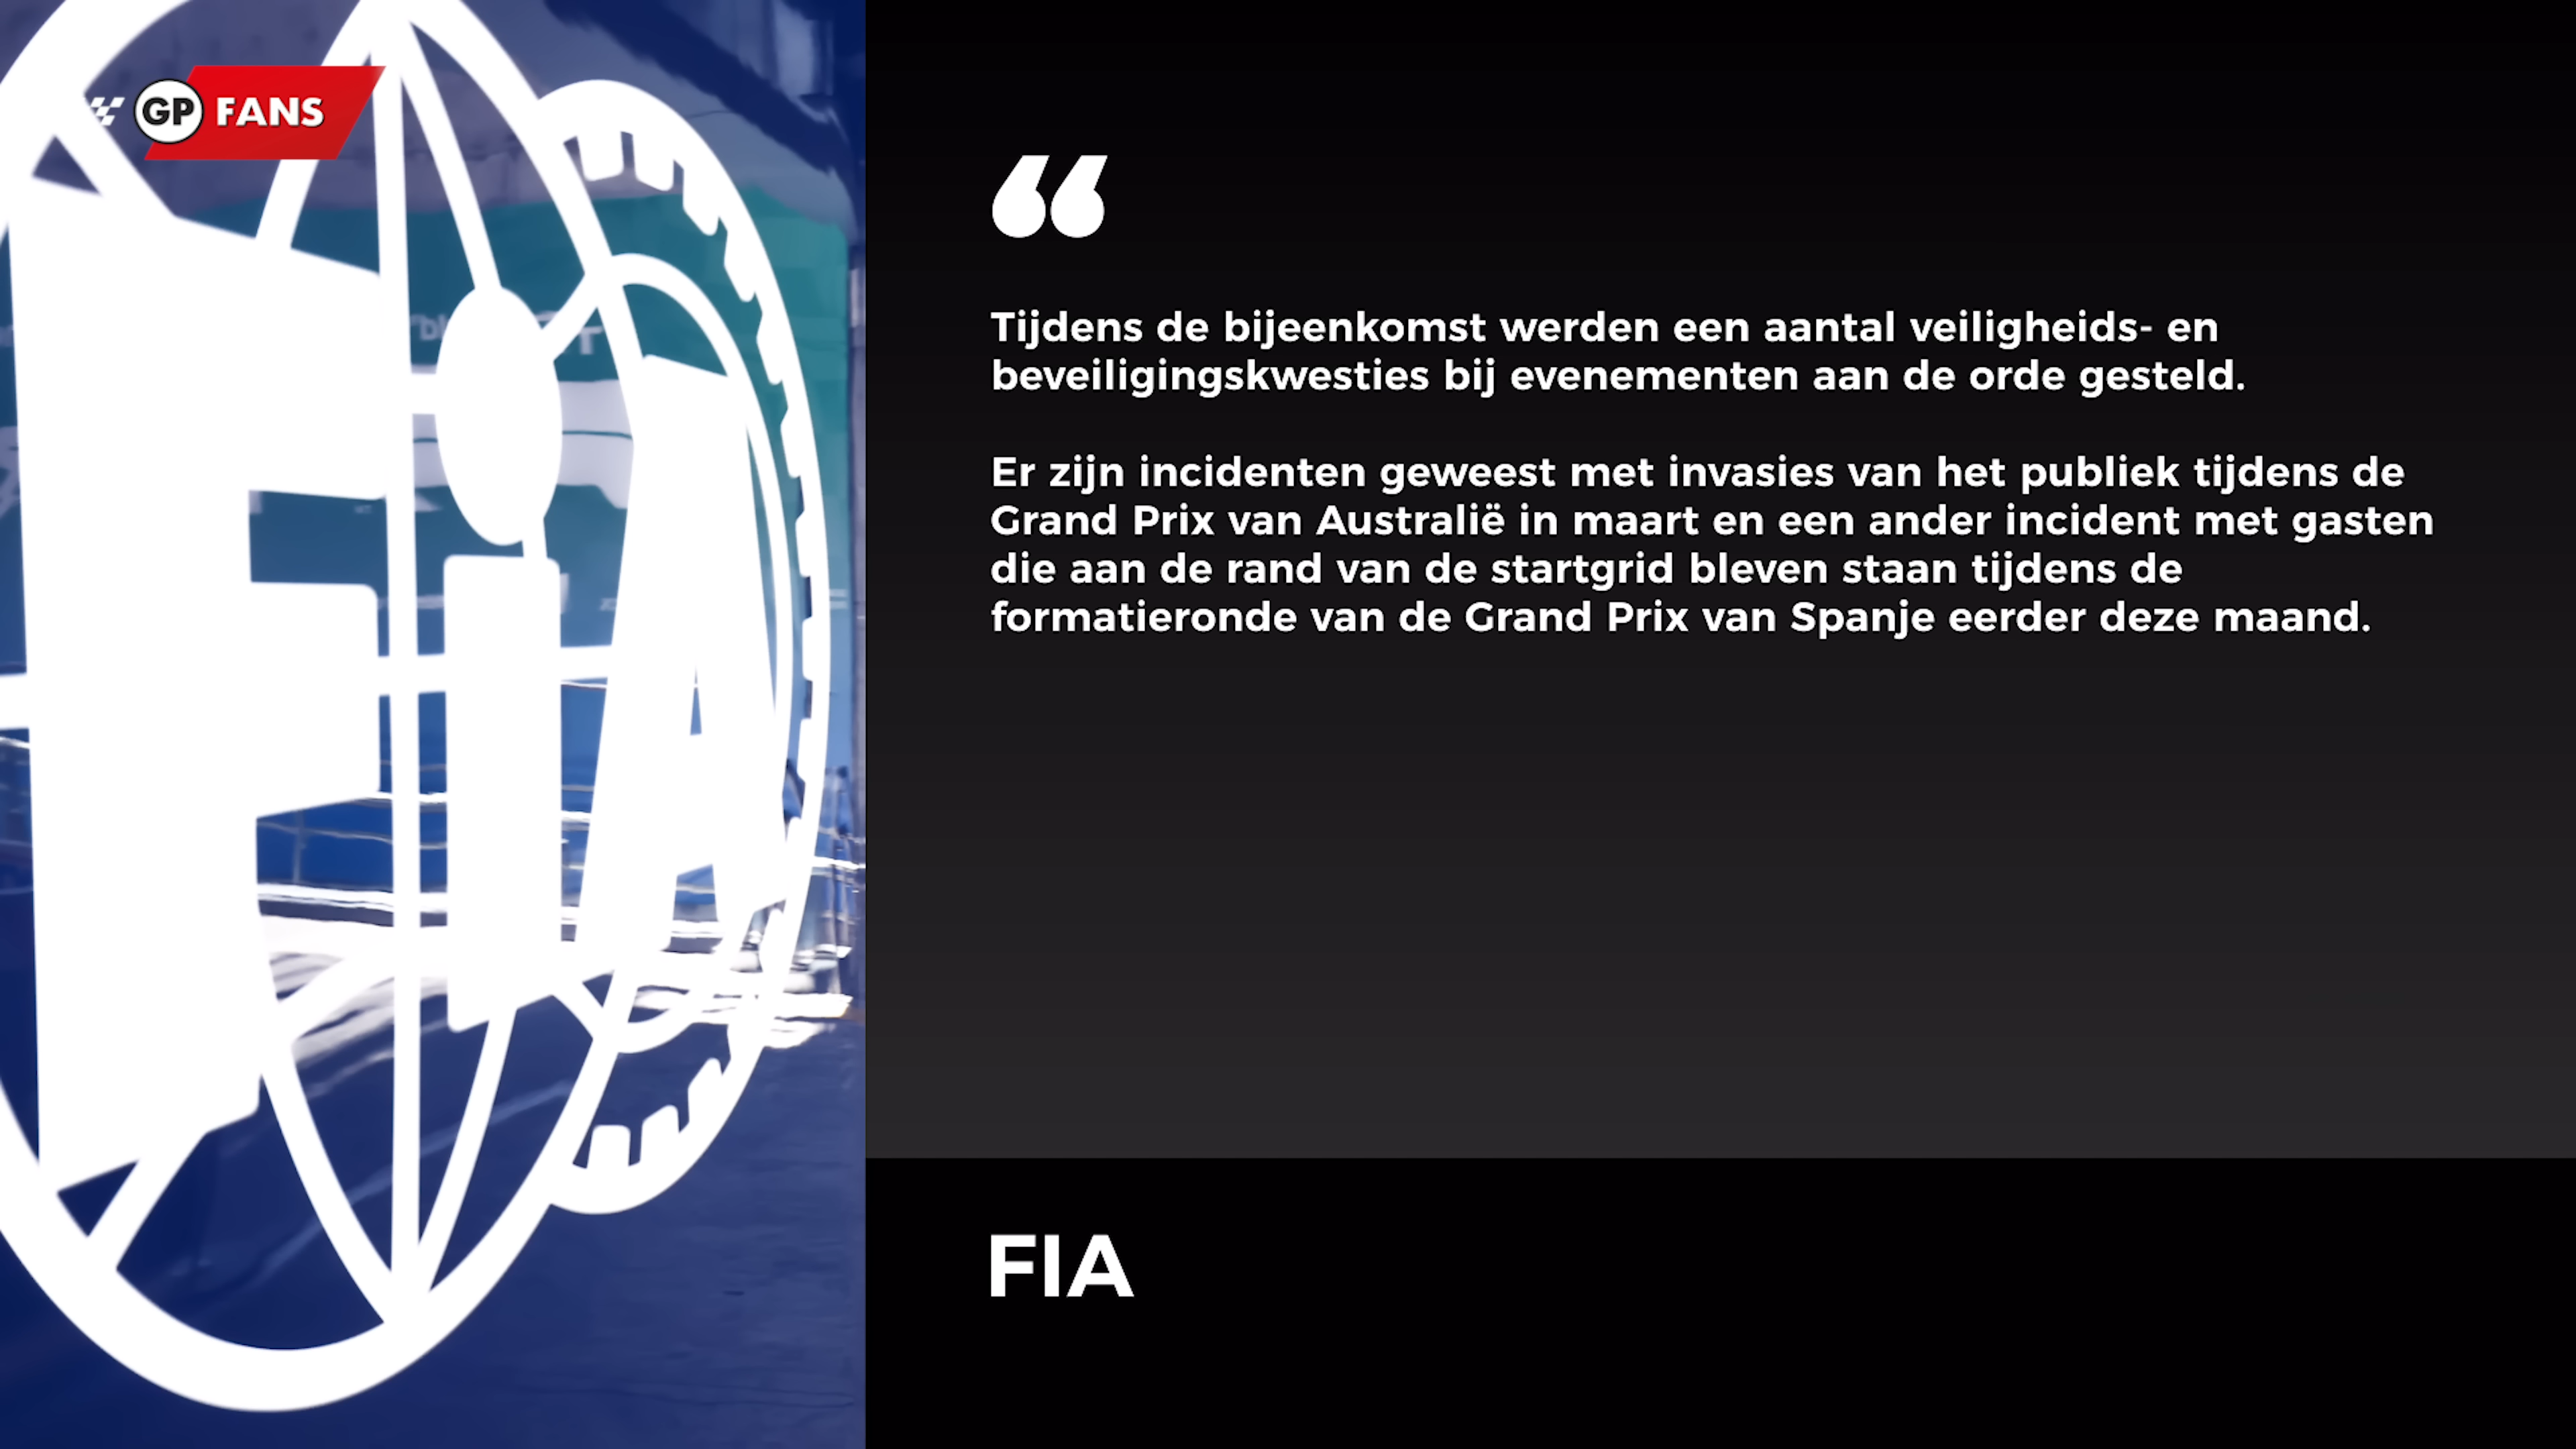 GP FANS
FiA
“
Tijdens de bijeenkomst werden een aantal veiligheids- en
beveiligingskwesties bij evenementen aan de orde gesteld.
Er zijn incidenten geweest met invasies van het publiek tijdens de
Grand Prix van Australië in maart en een ander incident met gasten
die aan de rand van de startgrid bleven staan tijdens de
formatieronde van de Grand Prix van Spanje eerder deze maand.
FIA